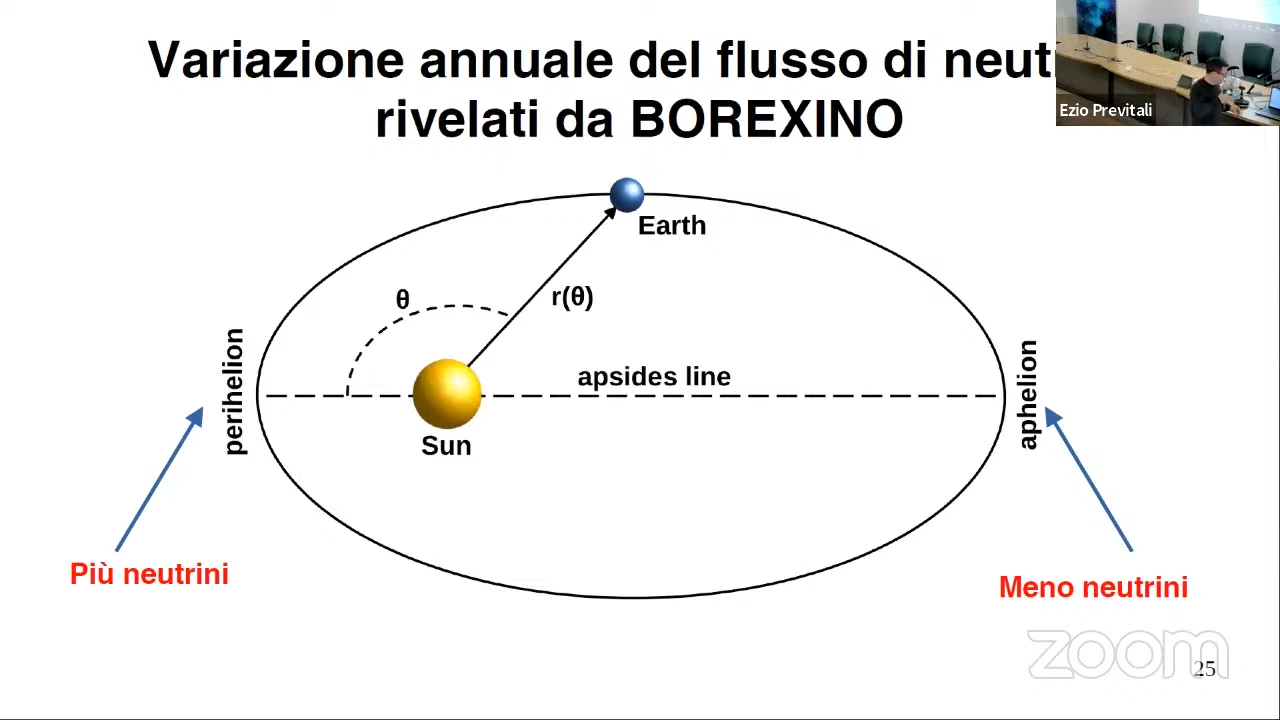 Variazione annuale del flusso di
rivelati da BOREXINO
Ezio Previtali
Earth
θ
r(θ)
perihelion
apsides line
aphelion
Sun
Più neutrini
Meno neutrini
zoom
25